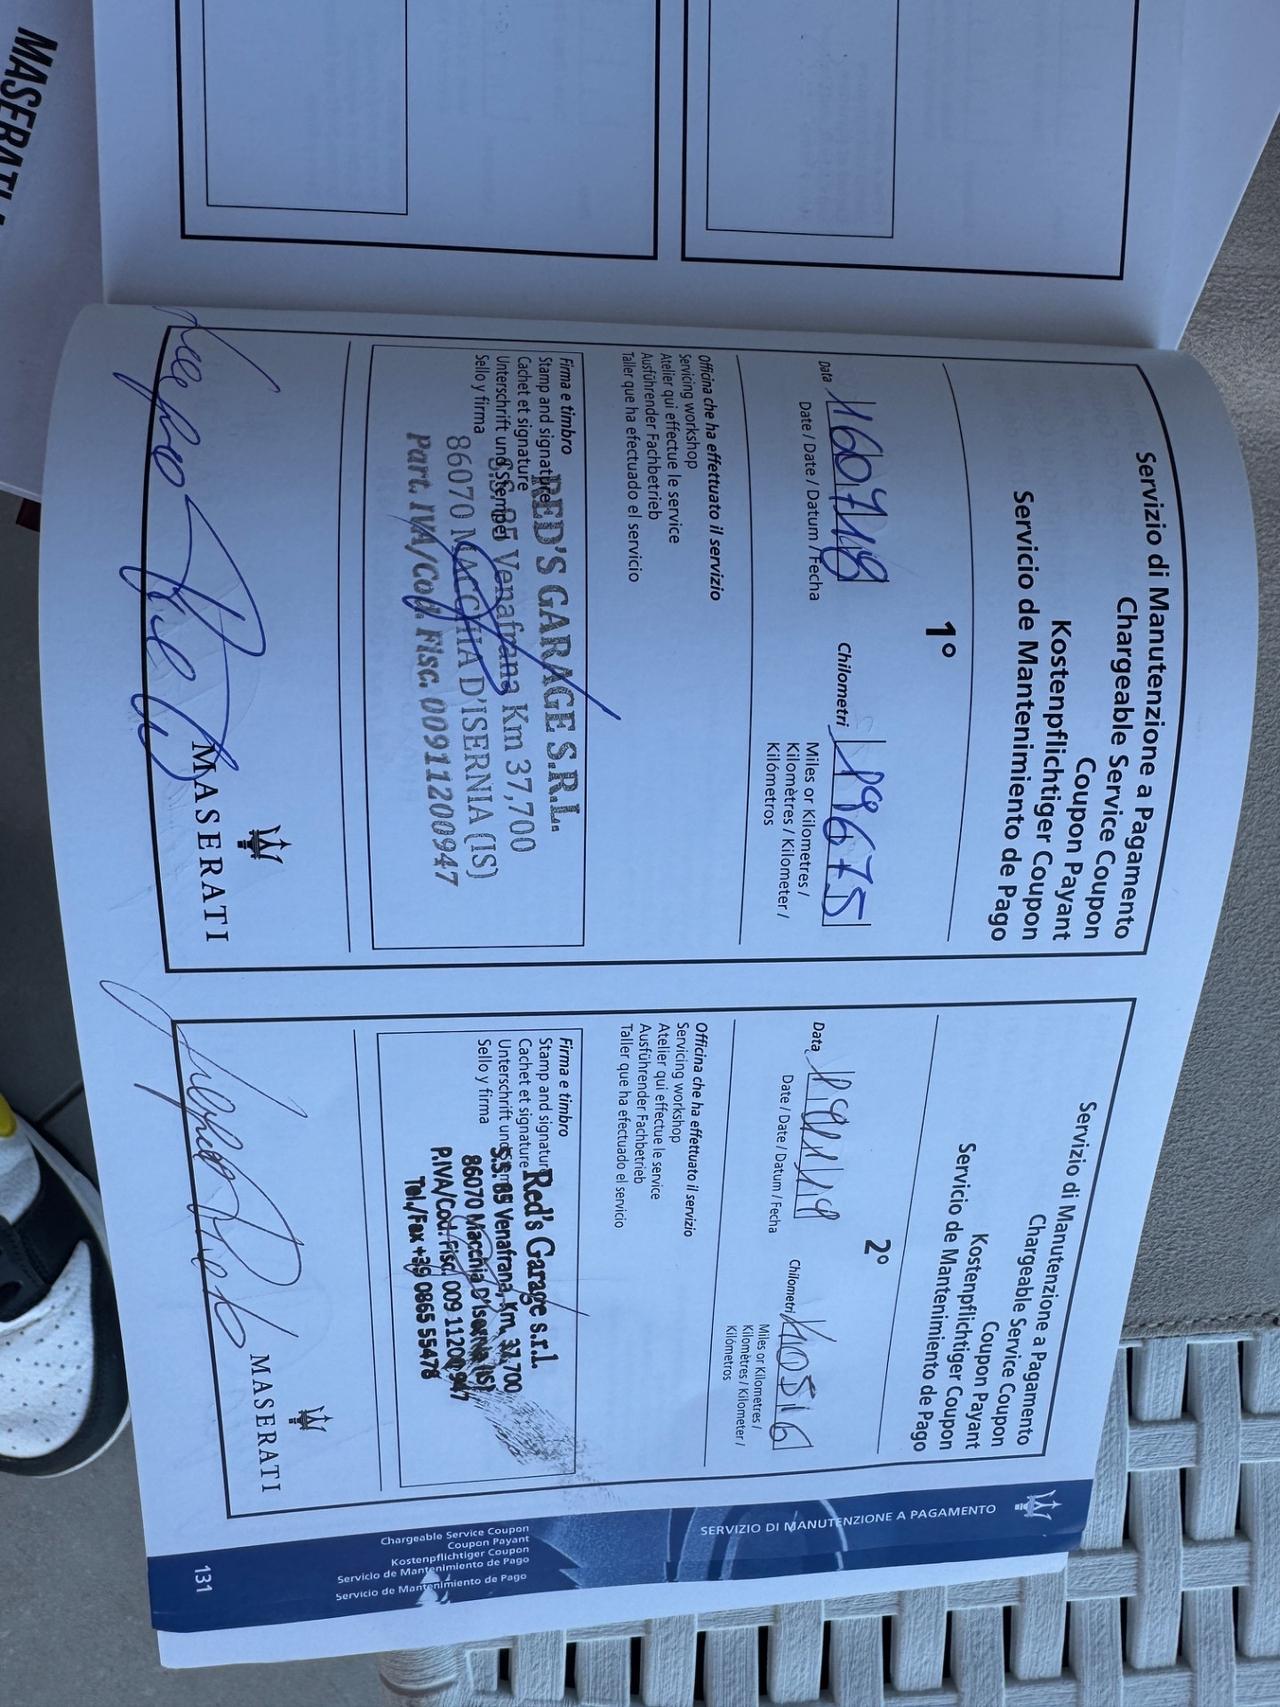 MASERATI
Servizio di Manutenzione a Pagamento
Chargeable Service Coupon
Coupon Payant
Kostenpflichtiger Coupon
Servicio de Mantenimiento de Pago
1°
Data
Date / Date / Datum / Fecha
Chilometri 19675
Miles or Kilometres /
Kilomètres / Kilometer /
Kilómetros
Officina che ha effettuato il servizio
Servicing workshop
Atelier qui effectue le service
Ausführender Fachbetrieb
Taller que ha efectuado el servicio
Firma e timbro
Stamp and signature
Cachet et signature
Unterschrift und Stempel
Sello y firma
RED'S GARAGE S.R.L.
S.S. 85 Venafrana Km 37,700
86070 MACCHIA D'ISERNIA (IS)
Part. IVA/Cod. Fisc. 00911200947
MASERATI
Servizio di Manutenzione a Pagamento
Chargeable Service Coupon
Coupon Payant
Kostenpflichtiger Coupon
Servicio de Mantenimiento de Pago
2°
Data
Date / Date / Datum / Fecha
Chilometri
Miles or Kilometres /
Kilomètres / Kilometer /
Kilómetros
Officina che ha effettuato il servizio
Servicing workshop
Atelier qui effectue le service
Ausführender Fachbetrieb
Taller que ha efectuado el servizio
Firma e timbro
Stamp and signature
Cachet et signature
Unterschrift und
Sello y firma
Red's Garage s.r.l.
S.S. 85 Venafrana, Km 37,700
86070 Macchia D'Isernia (IS)
P.IVA/Cod. Fisc. 009 11200 947
Tel./Fax +39 0865 55478
MASERATI
SERVIZIO DI MANUTENZIONE A PAGAMENTO
Chargeable Service Coupon
Coupon Payant
Kostenpflichtiger Coupon
Servicio de Mantenimiento de Pago
Servicio de Mantenimiento de Pago
131